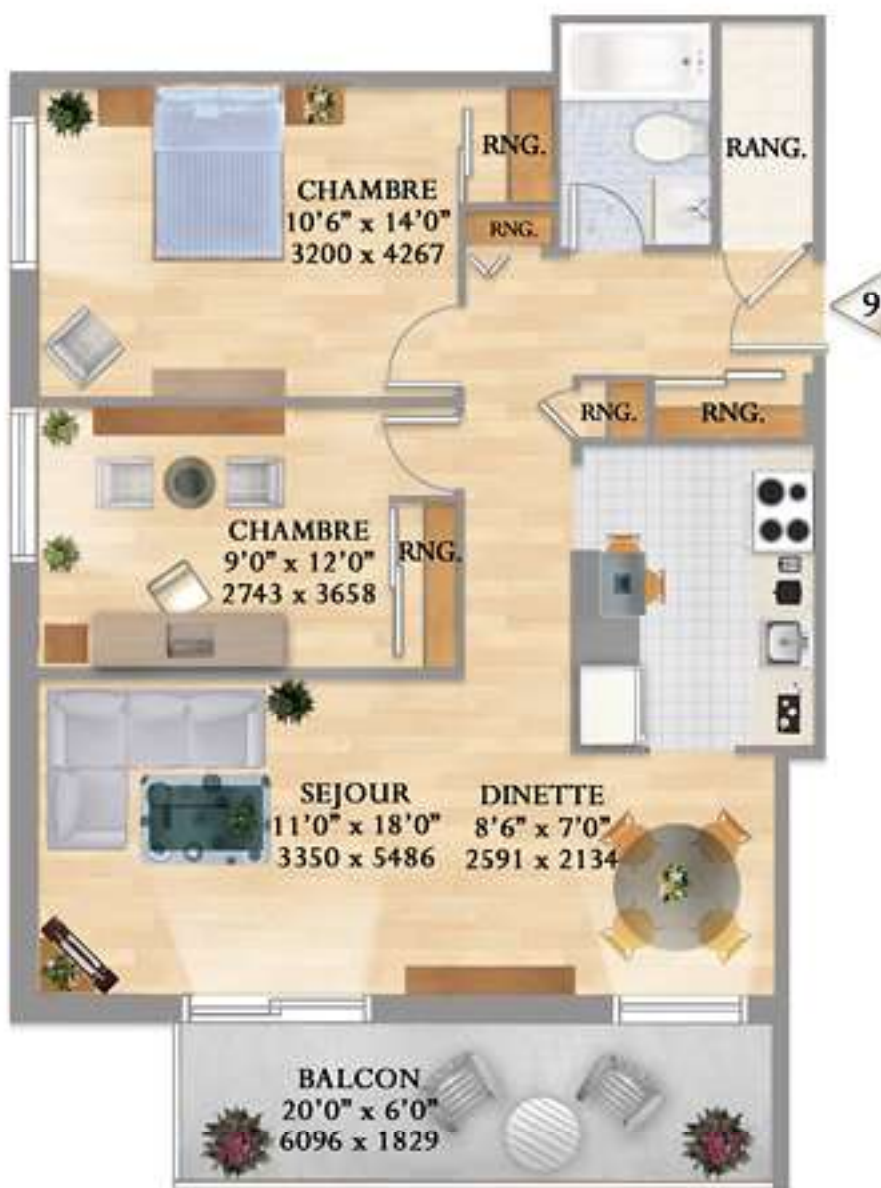 RNG.
RANG.
CHAMBRE
10'6" x 14'0"
3200 x 4267
RNG.
9
RNG.
RNG.
CHAMBRE
9'0" x 12'0"
2743 x 3658
RNG.
SEJOUR
11'0" x 18'0"
3350 x 5486
DINETTE
8'6" x 7'0"
2591 x 2134
BALCON
20'0" x 6'0"
6096 x 1829